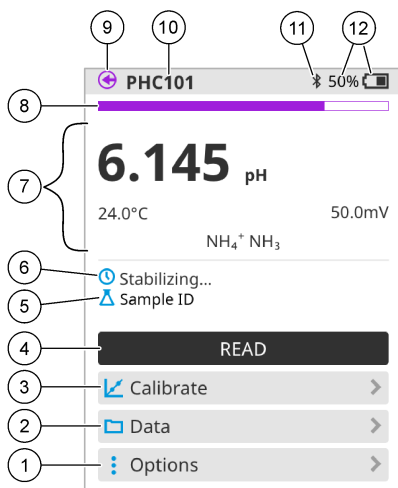 9 10 11 12
PHC101 50%
8
6.145 pH
7
24.0°C 50.0mV
NH₄⁺ NH₃
6 Stabilizing...
5 Sample ID
4 READ
3 Calibrate
2 Data
1 Options